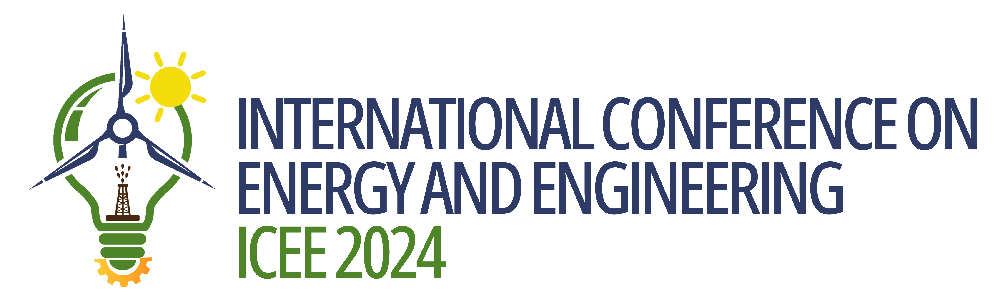 INTERNATIONAL CONFERENCE ON
ENERGY AND ENGINEERING
ICEE 2024